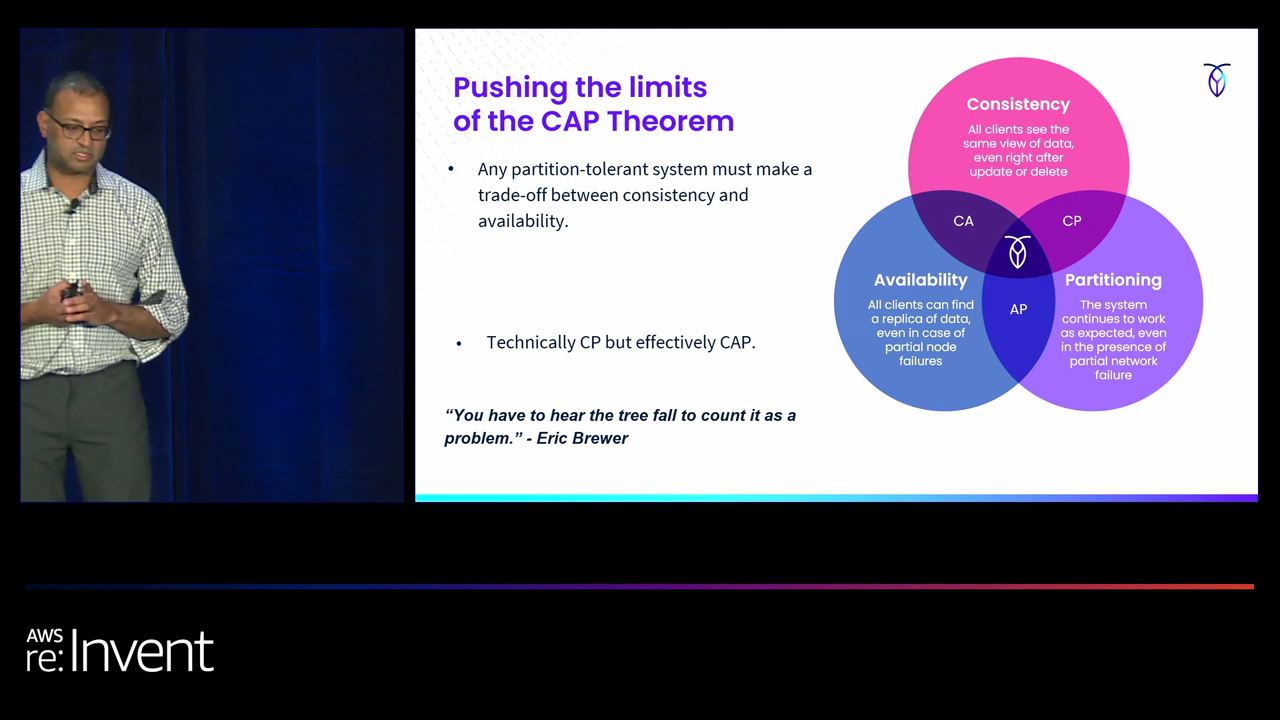 Pushing the limits
of the CAP Theorem
• Any partition-tolerant system must make a
trade-off between consistency and
availability.
• Technically CP but effectively CAP.
“You have to hear the tree fall to count it as a
problem.” - Eric Brewer
Consistency
All clients see the
same view of data,
even right after
update or delete
CA
CP
Availability
All clients can find
a replica of data,
even in case of
partial node
failures
AP
Partitioning
The system
continues to work
as expected, even
in the presence of
partial network
failure
AWS
re:Invent